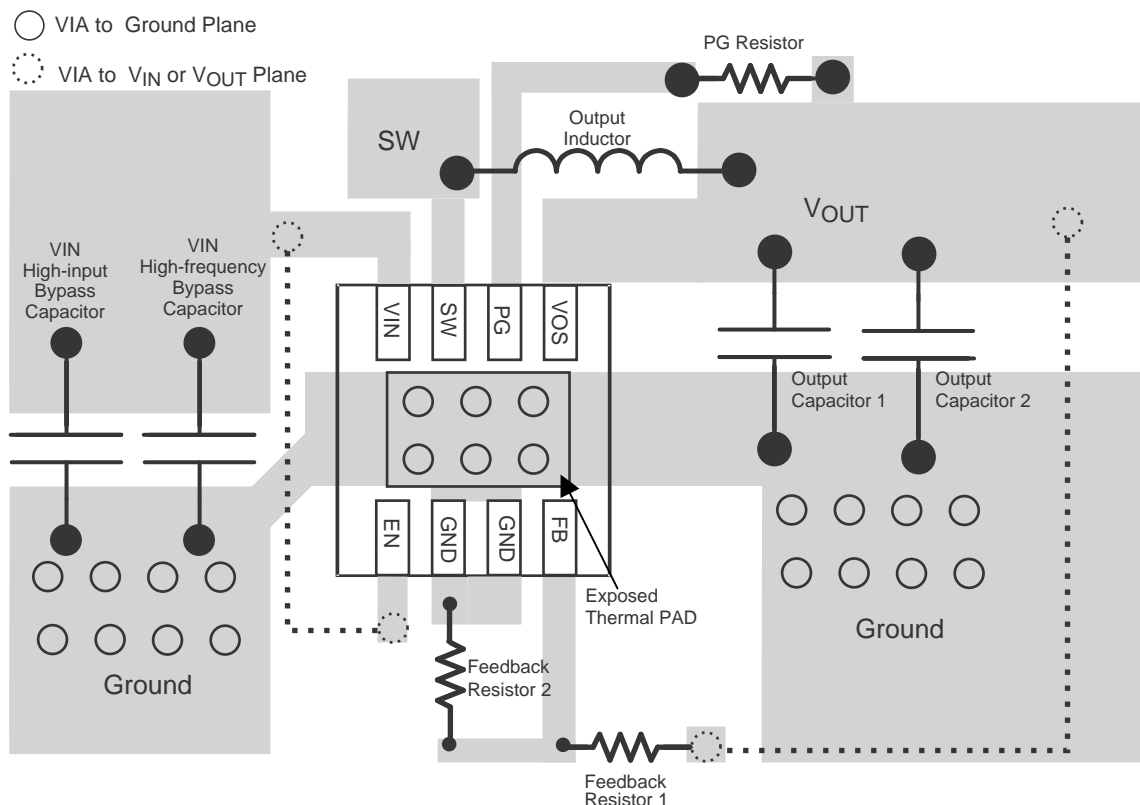 VIA to Ground Plane
VIA to VIN or VOUT Plane
PG Resistor
SW
Output
Inductor
VOUT
VIN
High-input
Bypass
Capacitor
VIN
High-frequency
Bypass
Capacitor
VIN
SW
PG
VOS
Output
Capacitor 1
Output
Capacitor 2
EN
GND
GND
FB
Exposed
Thermal PAD
Ground
Ground
Feedback
Resistor 2
Feedback
Resistor 1